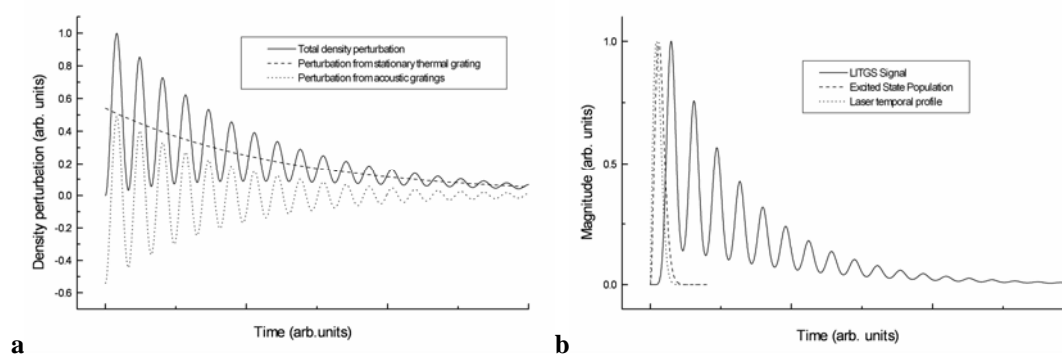 1.0
0.8
0.6
0.4
0.2
0.0
-0.2
-0.4
-0.6
Density perturbation (arb. units)
Total density perturbation
Perturbation from stationary thermal grating
Perturbation from acoustic gratings
Time (arb.units)
a
1.0
0.5
0.0
Magnitude (arb. units)
LITGS Signal
Excited State Population
Laser temporal profile
Time (arb. units)
b